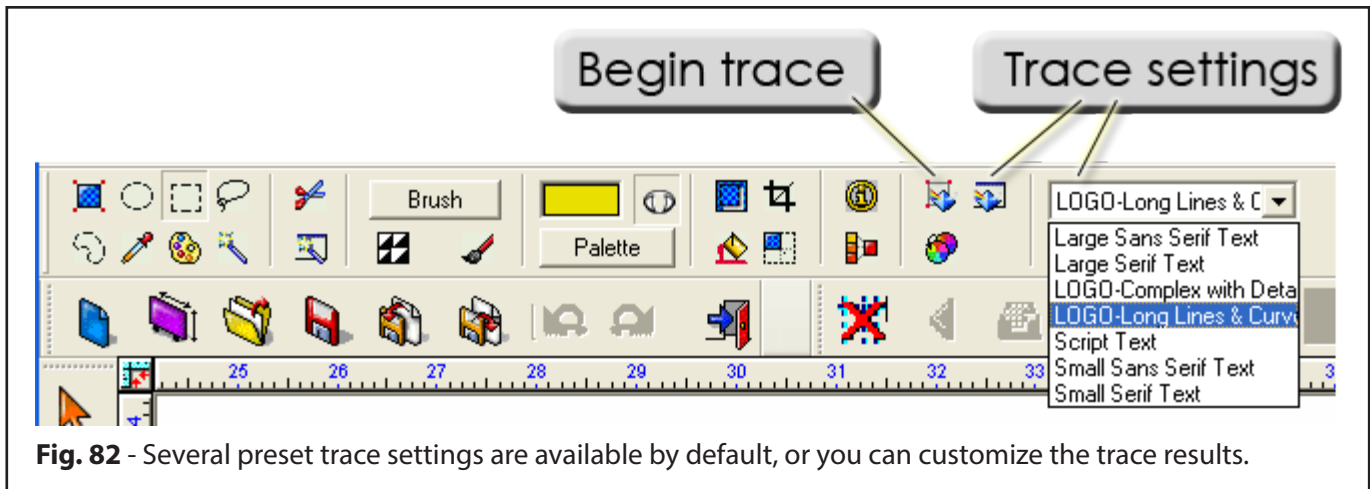 Begin trace
Trace settings
Brush
LOGO-Long Lines & C
Palette
Large Sans Serif Text
Large Serif Text
LOGO-Complex with Deta
LOGO-Long Lines & Curv
Script Text
Small Sans Serif Text
Small Serif Text
25 26 27 28 29 30 31 32 33 3
4
Fig. 82 - Several preset trace settings are available by default, or you can customize the trace results.